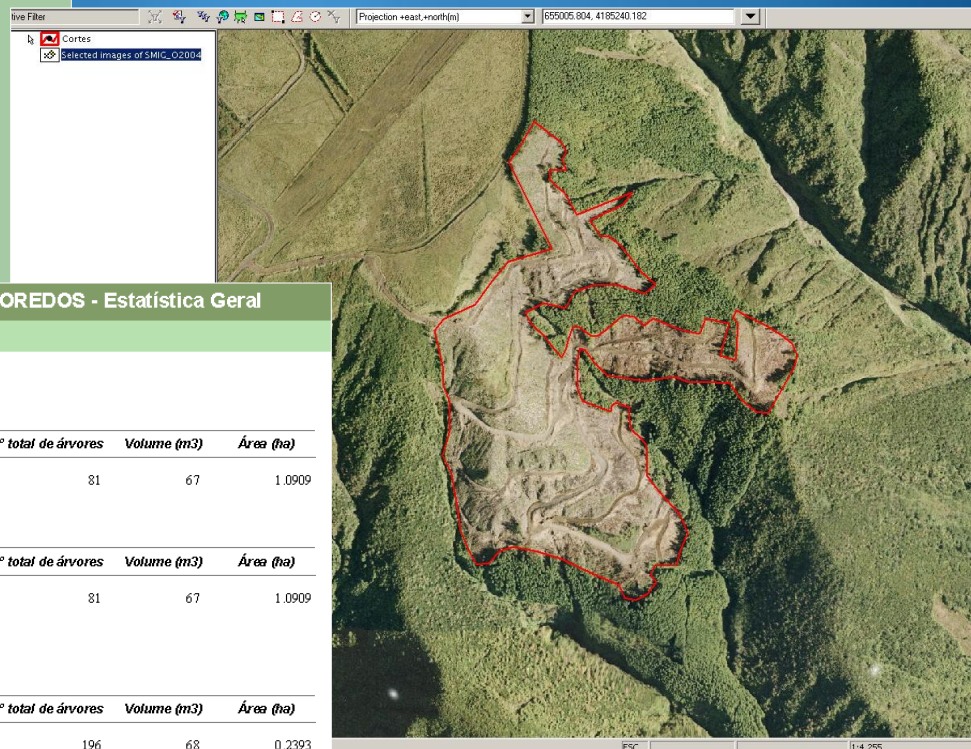 tive Filter
Projection +east,+north(m)
655005.804, 4185240.182
Cortes
Selected images of SMIG_O2004
OREDOS - Estatística Geral
º total de árvores Volume (m3) Área (ha)
81 67 1.0909
º total de árvores Volume (m3) Área (ha)
81 67 1.0909
º total de árvores Volume (m3) Área (ha)
196 68 0.2393
ESC 1:4,255